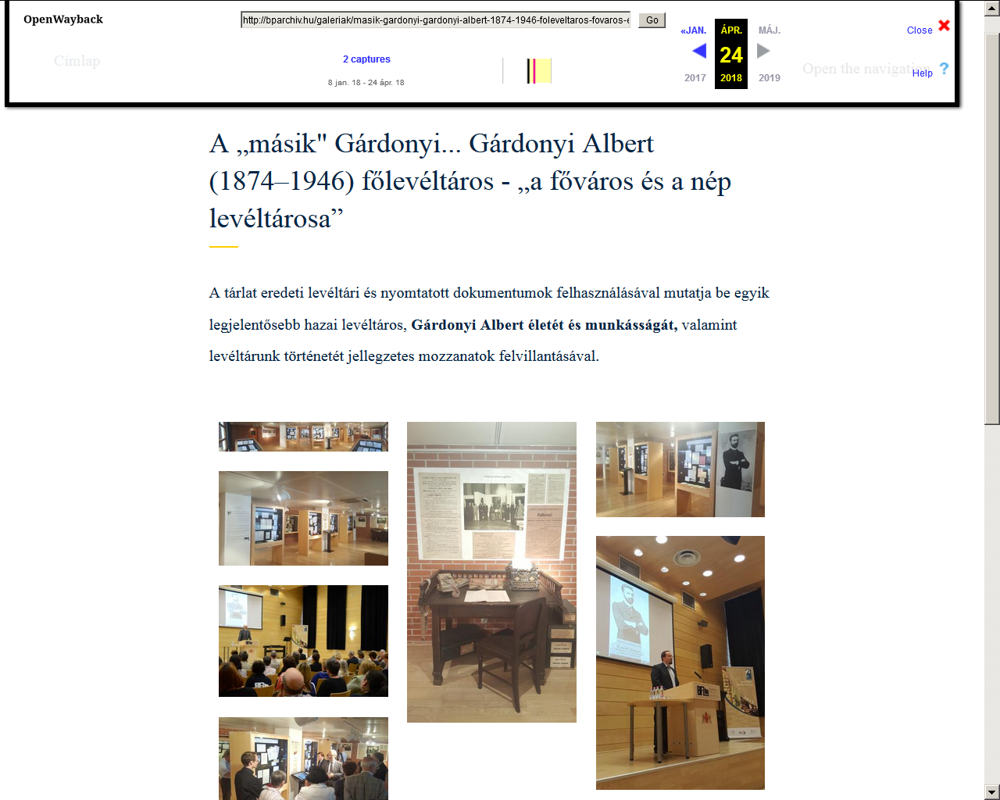 OpenWayback
http://bparchiv.hu/galeriak/masik-gardonyi-gardonyi-albert-1874-1946-foleveltaros-fovaros-e
Go
«JAN.
ÁPR.
MÁJ.
Close
Címlap
2 captures
24
Open the navigation
Help
8 jan. 18 - 24 ápr. 18
2017
2018
2019
A „másik" Gárdonyi... Gárdonyi Albert
(1874–1946) főlevéltáros - „a főváros és a nép
levéltárosa”
A tárlat eredeti levéltári és nyomtatott dokumentumok felhasználásával mutatja be egyik
legjelentősebb hazai levéltáros, Gárdonyi Albert életét és munkásságát, valamint
levéltárunk történetét jellegzetes mozzanatok felvillantásával.